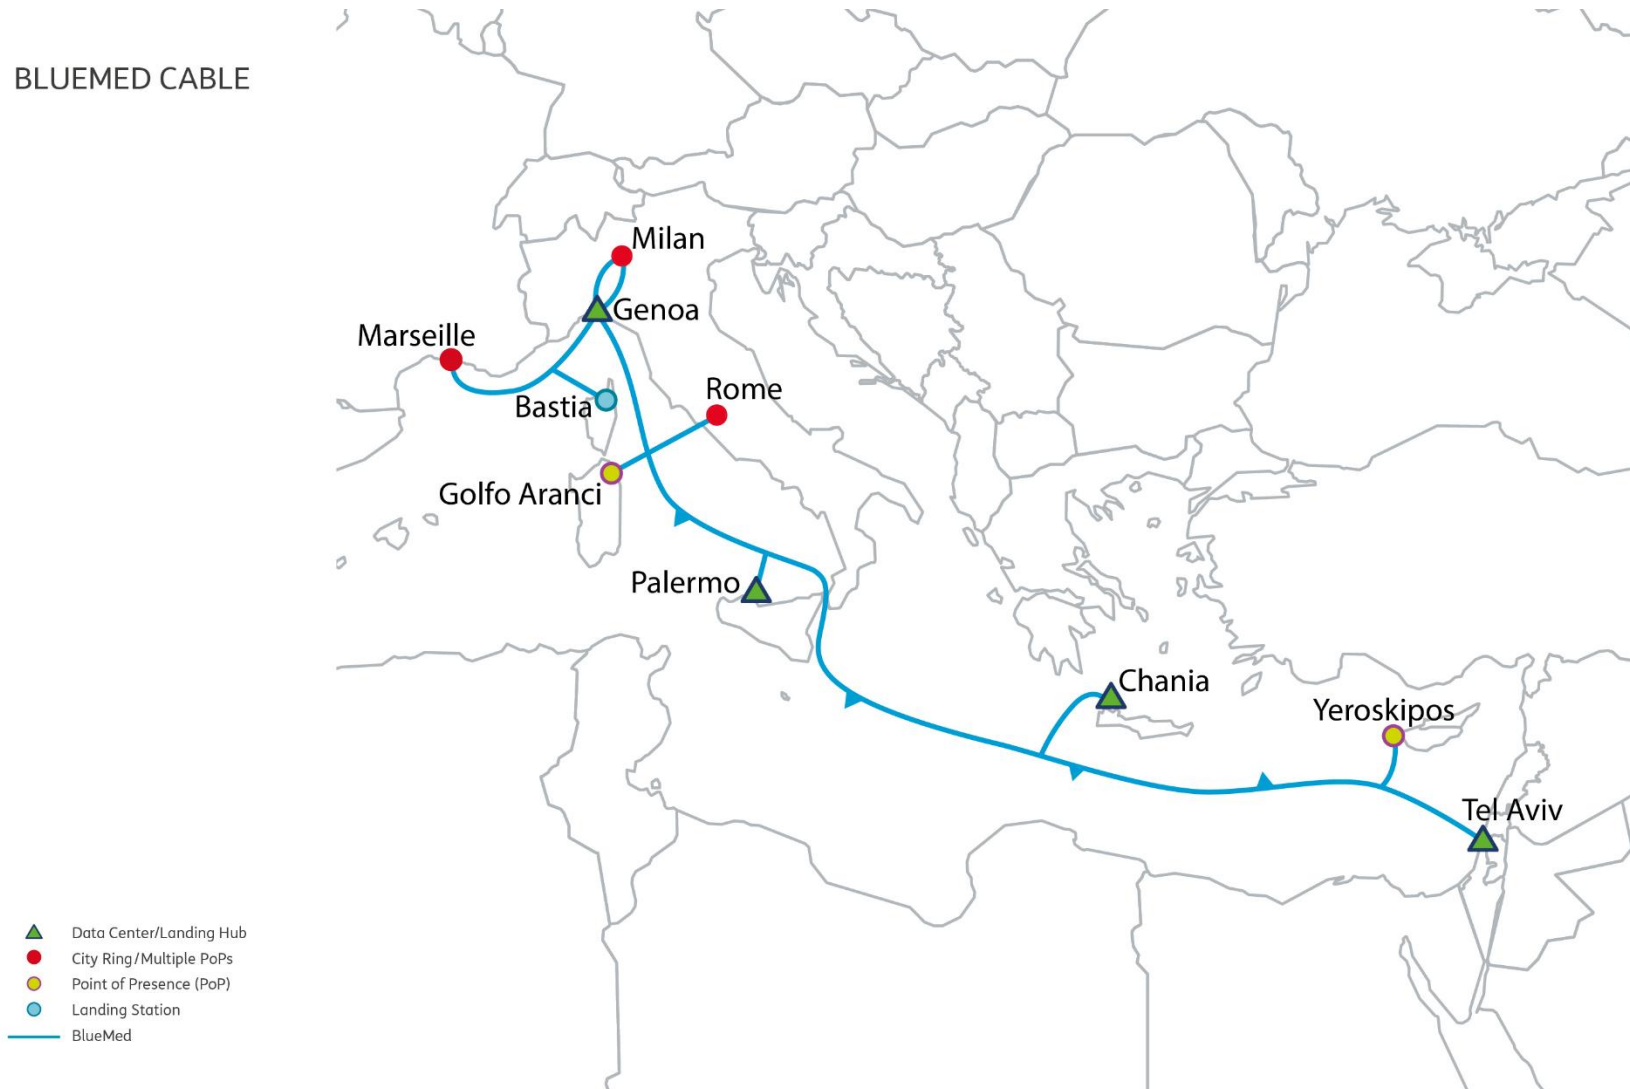 BLUEMED CABLE
Milan
Genoa
Marseille
Rome
Bastia
Golfo Aranci
Palermo
Chania
Yeroskipos
Tel Aviv
Data Center/Landing Hub
City Ring/Multiple PoPs
Point of Presence (PoP)
Landing Station
BlueMed